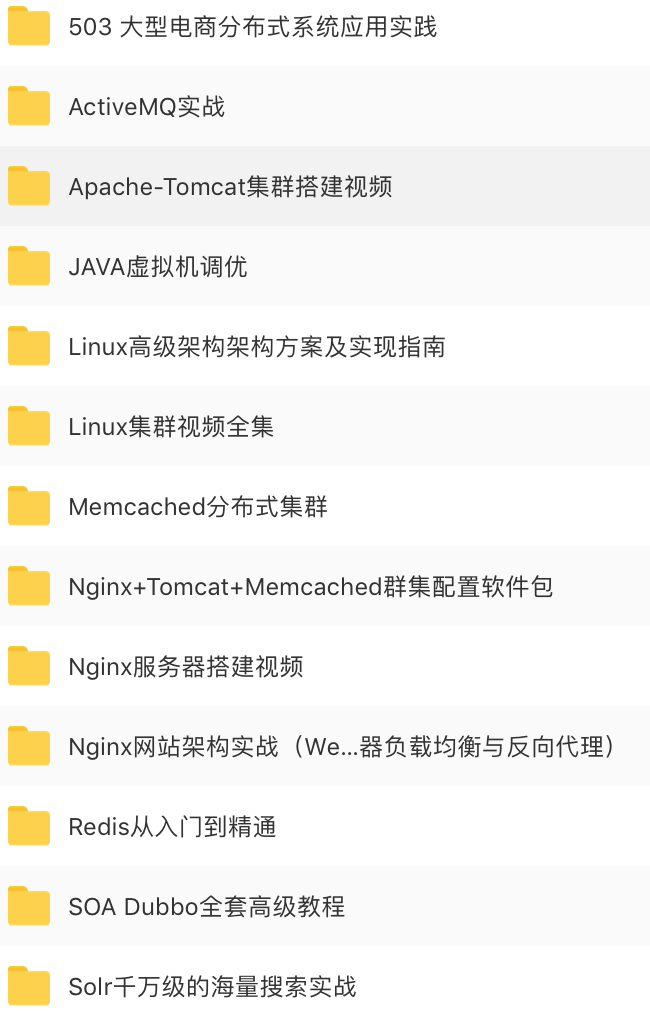 503 大型电商分布式系统应用实践
ActiveMQ实战
Apache-Tomcat集群搭建视频
JAVA虚拟机调优
Linux高级架构架构方案及实现指南
Linux集群视频全集
Memcached分布式集群
Nginx+Tomcat+Memcached群集配置软件包
Nginx服务器搭建视频
Nginx网站架构实战（We...器负载均衡与反向代理）
Redis从入门到精通
SOA Dubbo全套高级教程
Solr千万级的海量搜索实战